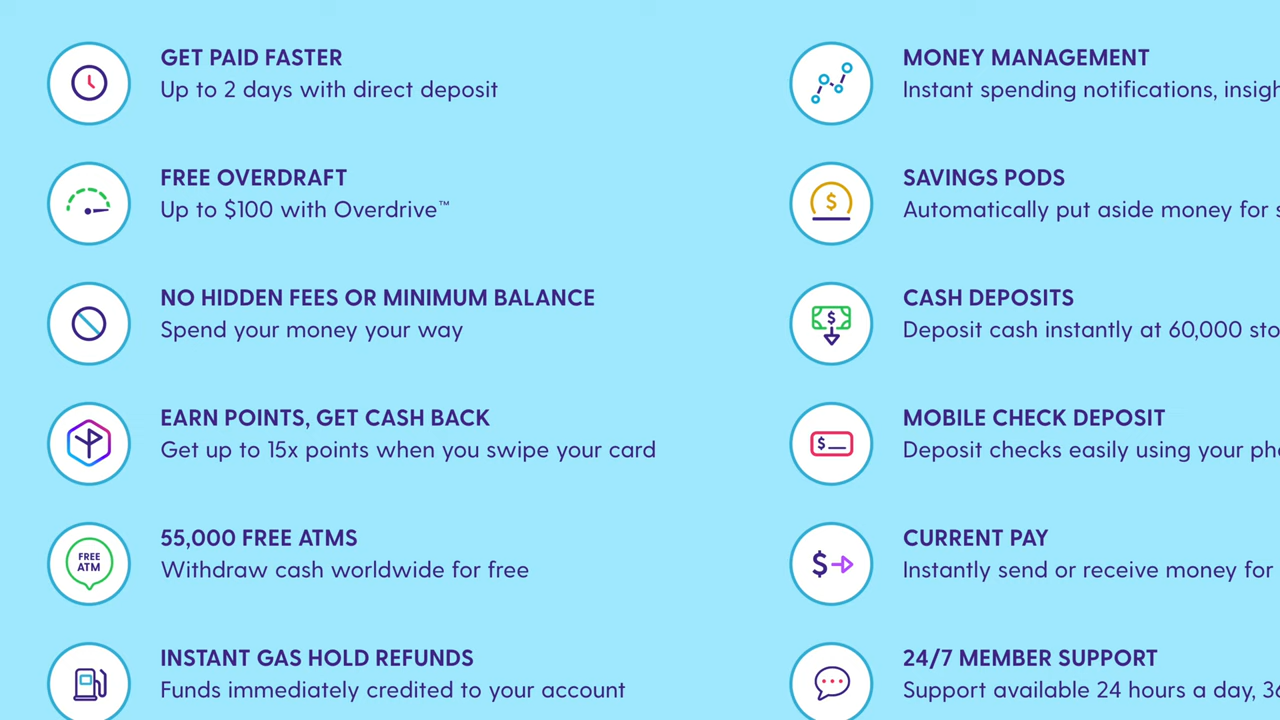 GET PAID FASTER
Up to 2 days with direct deposit
FREE OVERDRAFT
Up to $100 with Overdrive™
NO HIDDEN FEES OR MINIMUM BALANCE
Spend your money your way
EARN POINTS, GET CASH BACK
Get up to 15x points when you swipe your card
FREE
ATM
55,000 FREE ATMS
Withdraw cash worldwide for free
INSTANT GAS HOLD REFUNDS
Funds immediately credited to your account
MONEY MANAGEMENT
Instant spending notifications,
$
SAVINGS PODS
Automatically put aside money for
$
CASH DEPOSITS
Deposit cash instantly at 60,000
$
MOBILE CHECK DEPOSIT
Deposit checks easily using your
$
CURRENT PAY
Instantly send or receive money for
24/7 MEMBER SUPPORT
Support available 24 hours a day,